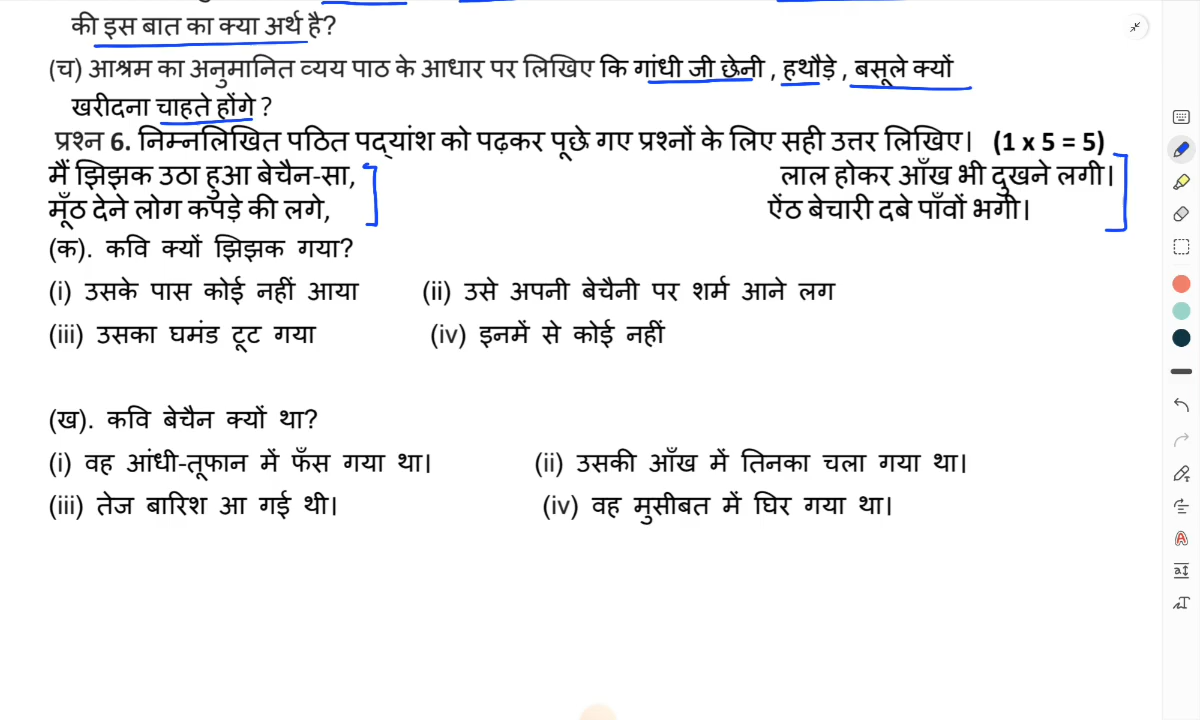 की इस बात का क्या अर्थ है?
(च) आश्रम का अनुमानित व्यय पाठ के आधार पर लिखिए कि गांधी जी छेनी , हथौड़े , बसूले क्यों
खरीदना चाहते होंगे ?
प्रश्न 6. निम्नलिखित पठित पद्यांश को पढ़कर पूछे गए प्रश्नों के लिए सही उत्तर लिखिए। (1 x 5 = 5)
मैं झिझक उठा हुआ बेचैन-सा, लाल होकर आँख भी दुखने लगी।
मूँठ देने लोग कपड़े की लगे, ऐंठ बेचारी दबे पाँवों भगी।
(क). कवि क्यों झिझक गया?
(i) उसके पास कोई नहीं आया (ii) उसे अपनी बेचैनी पर शर्म आने लग
(iii) उसका घमंड टूट गया (iv) इनमें से कोई नहीं
(ख). कवि बेचैन क्यों था?
(i) वह आंधी-तूफान में फँस गया था। (ii) उसकी आँख में तिनका चला गया था।
(iii) तेज बारिश आ गई थी। (iv) वह मुसीबत में घिर गया था।